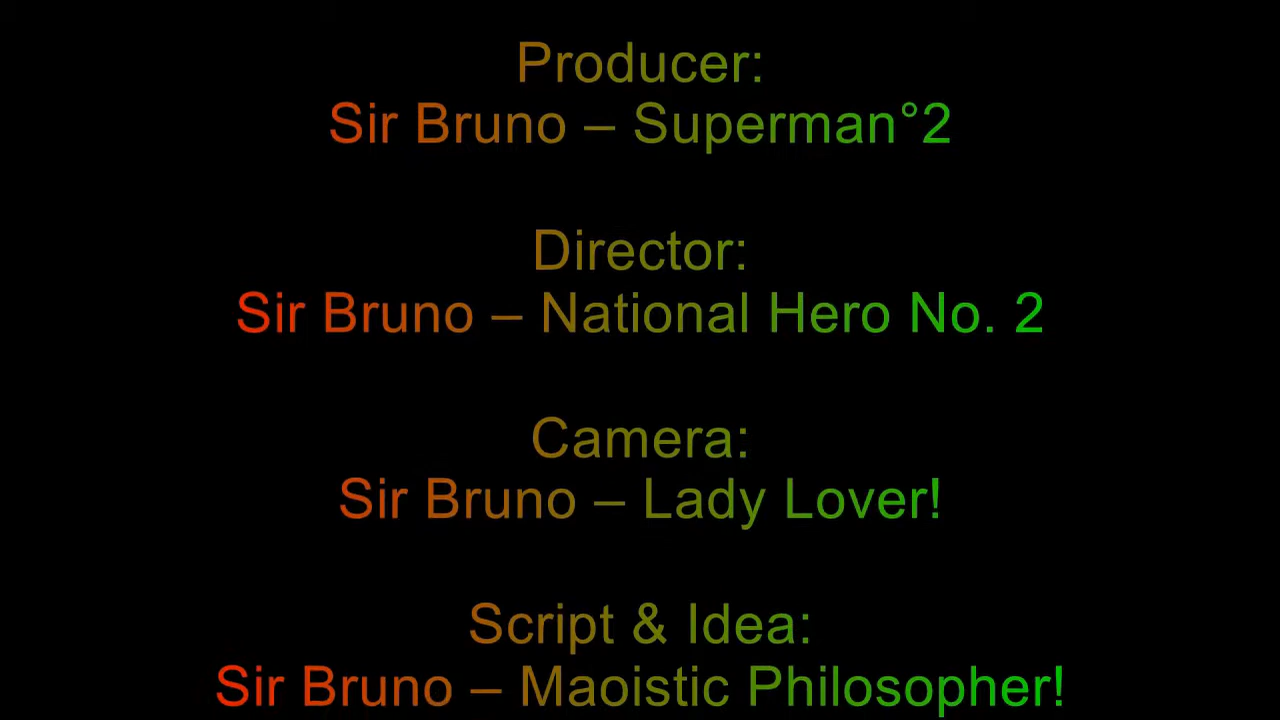 Producer:
Sir Bruno – Superman°2
Director:
Sir Bruno – National Hero No. 2
Camera:
Sir Bruno – Lady Lover!
Script & Idea:
Sir Bruno – Maoistic Philosopher!